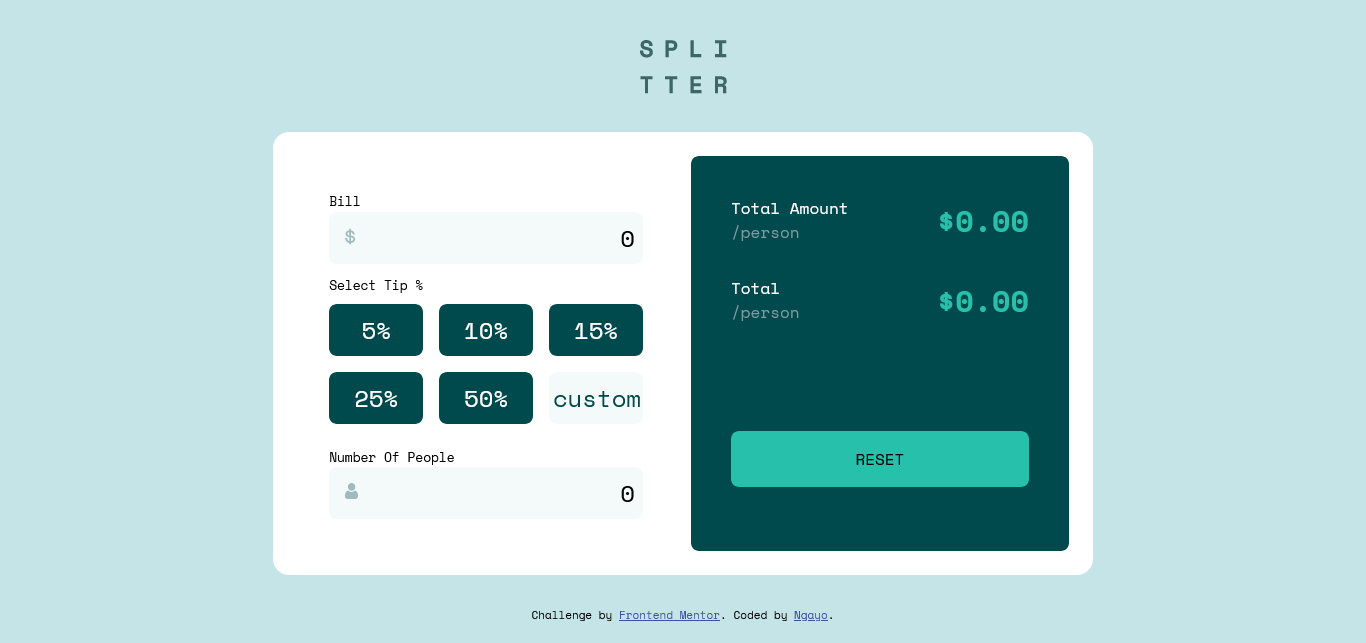 SPLI
TTER
Bill
$
0
Select Tip %
5%
10%
15%
25%
50%
custom
Number Of People
0
Total Amount
/person
$0.00
Total
/person
$0.00
RESET
Challenge by Frontend Mentor. Coded by Ngayo.